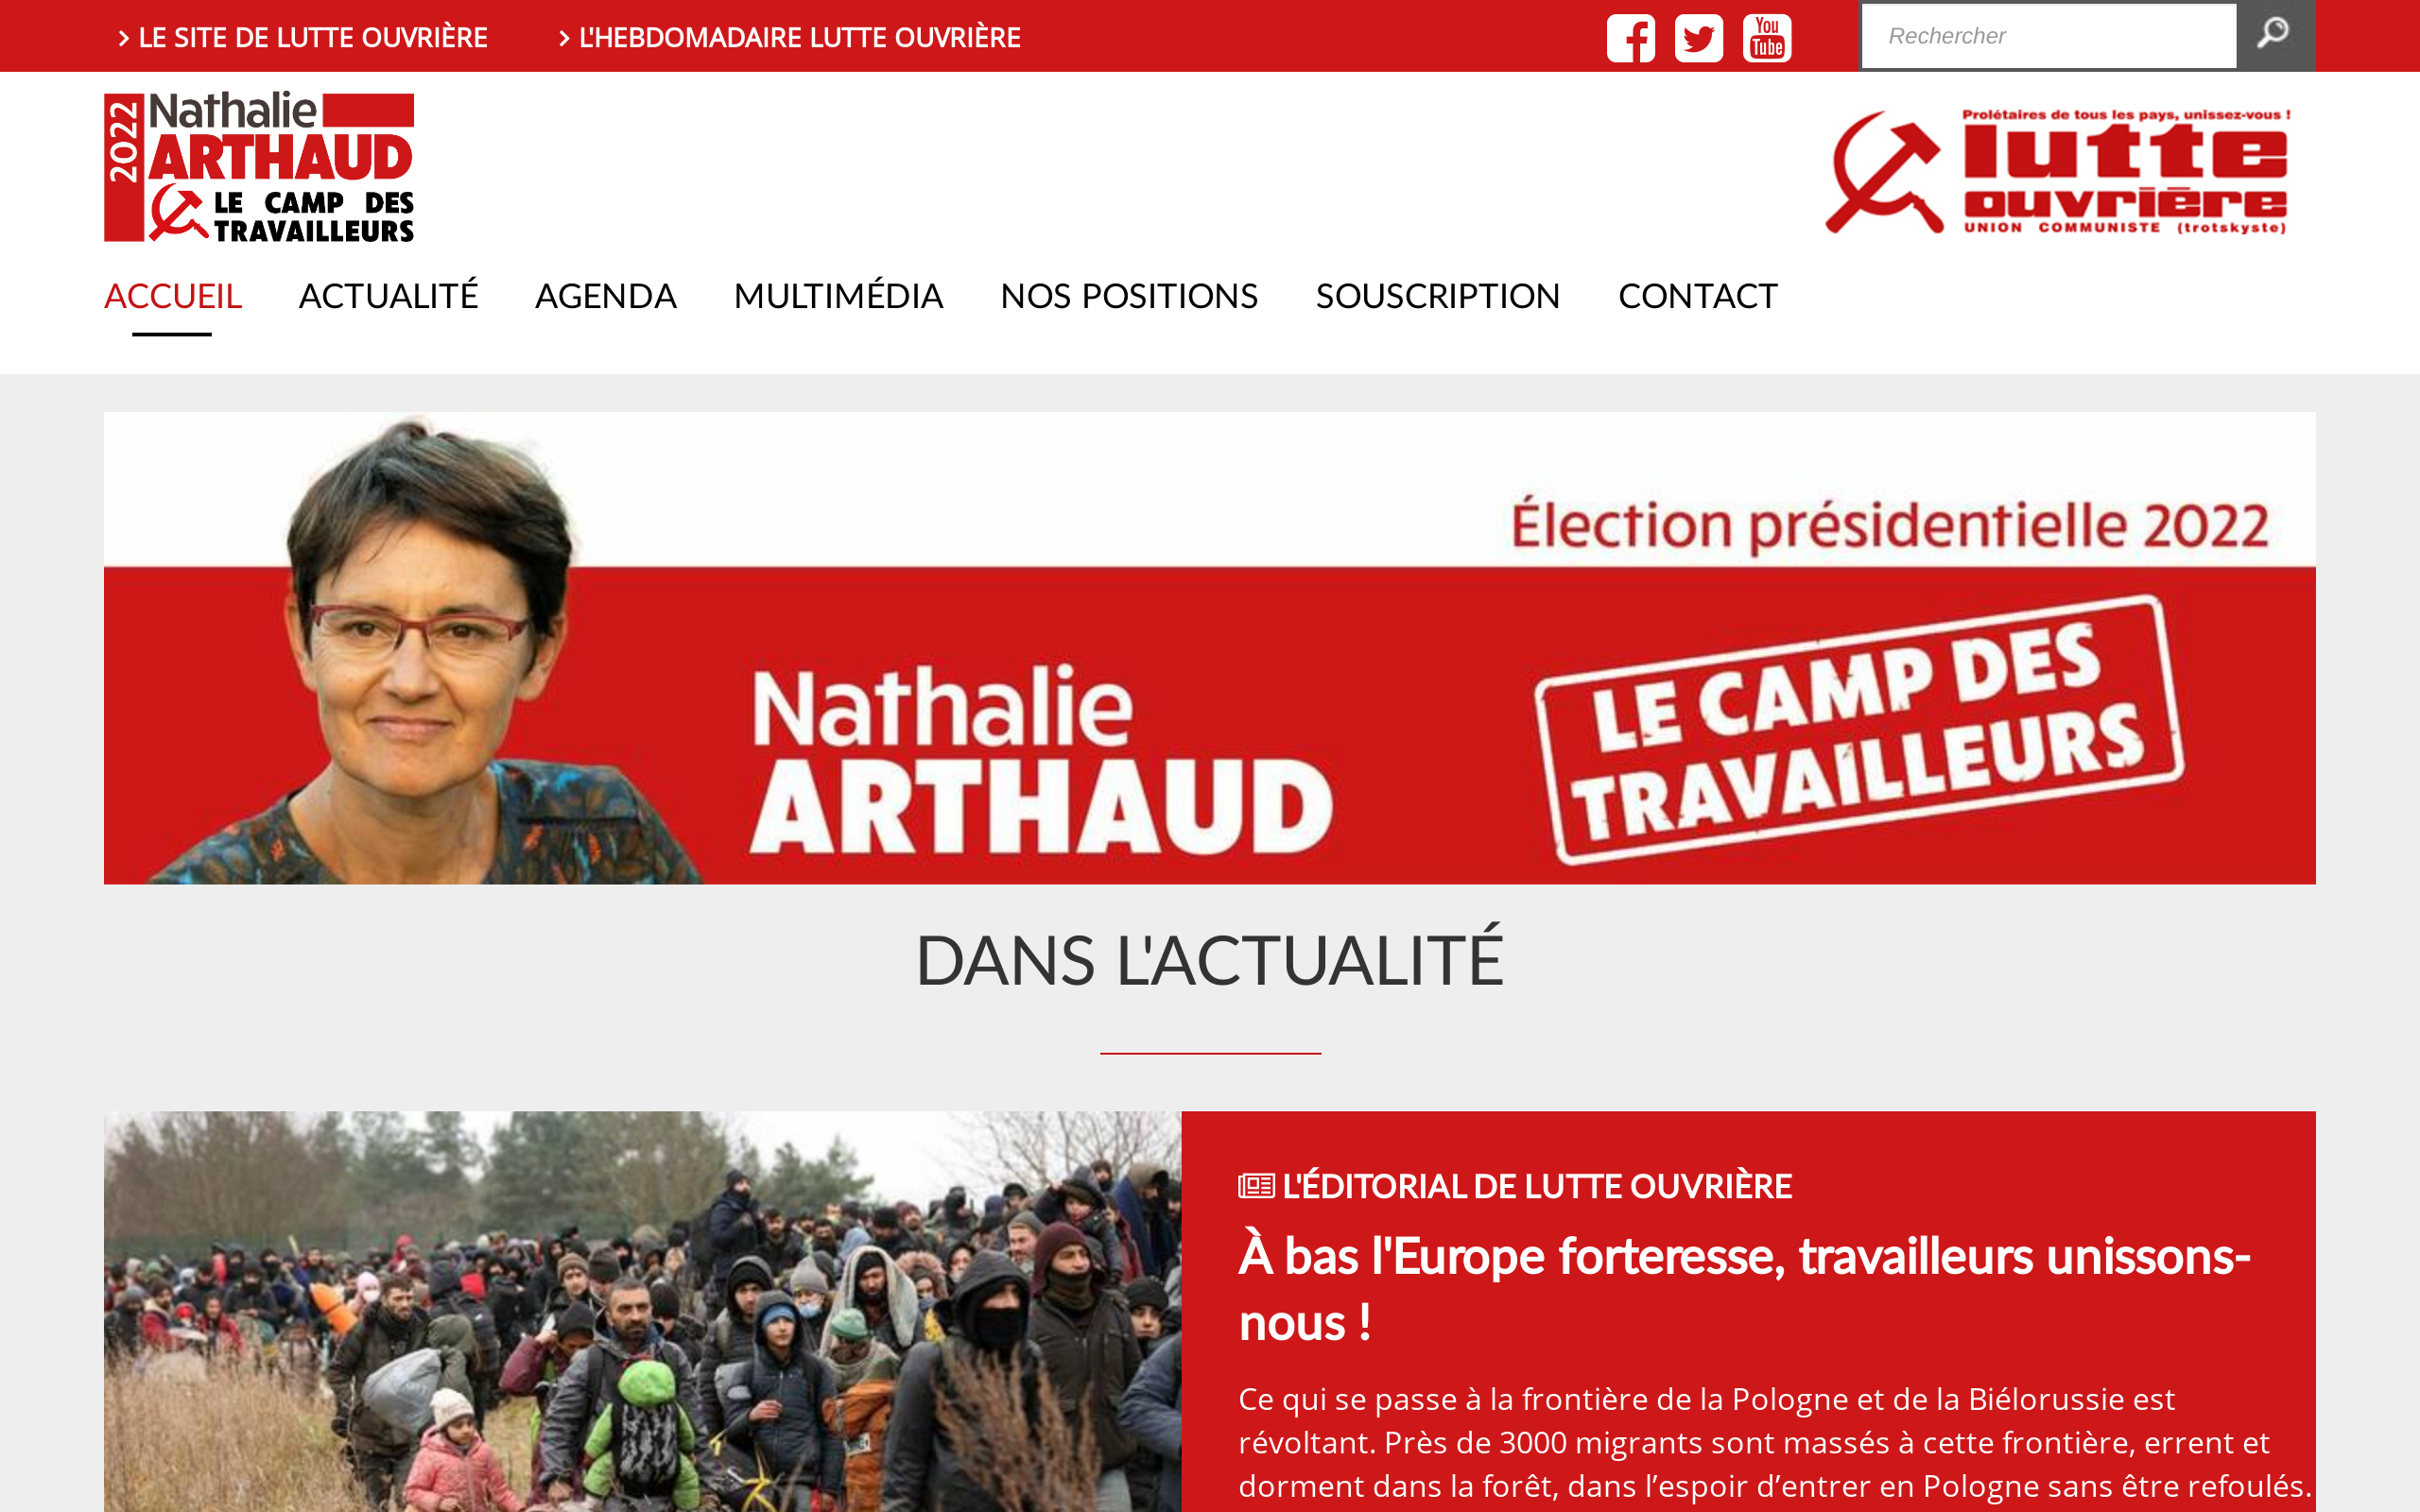 LE SITE DE LUTTE OUVRIÈRE
L'HEBDOMADAIRE LUTTE OUVRIÈRE
You
Tube
Rechercher
2022
Nathalie
ARTHAUD
LE CAMP DES
TRAVAILLEURS
Prolétaires de tous les pays, unissez-vous !
lutte
ouvrière
UNION COMMUNISTE (trotskyste)
ACCUEIL
ACTUALITÉ
AGENDA
MULTIMÉDIA
NOS POSITIONS
SOUSCRIPTION
CONTACT
Élection présidentielle 2022
Nathalie
ARTHAUD
LE CAMP DES
TRAVAILLEURS
DANS L'ACTUALITÉ
L'ÉDITORIAL DE LUTTE OUVRIÈRE
À bas l'Europe forteresse, travailleurs unissons-
nous !
Ce qui se passe à la frontière de la Pologne et de la Biélorussie est
révoltant. Près de 3000 migrants sont massés à cette frontière, errent et
dorment dans la forêt, dans l’espoir d’entrer en Pologne sans être refoulés.